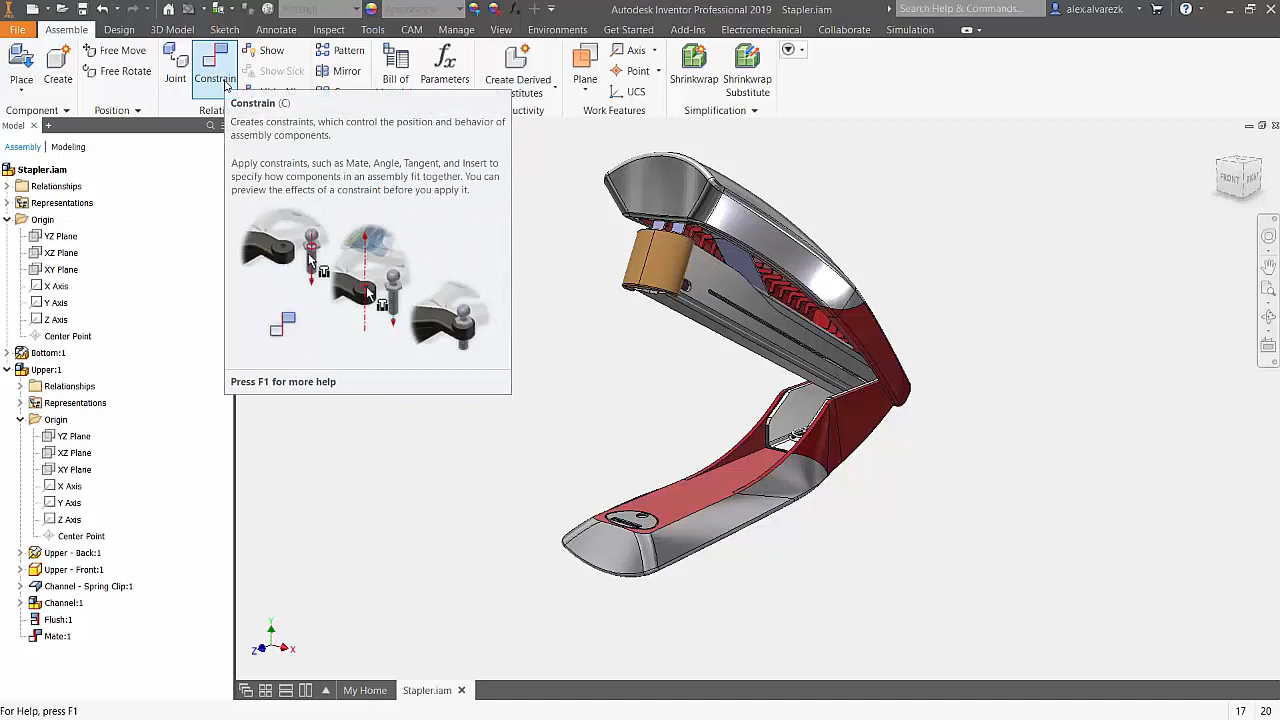 Autodesk Inventor Professional 2019 Stapler.iam
Search Help & Commands...
alex.alvarezk
File Assemble Design 3D Model Sketch Annotate Inspect Tools CAM Manage View Environments Get Started Add-Ins Electromechanical Collaborate Simulation
Place
Create
Free Move
Free Rotate
Joint
Constrain
Show
Show Sick
Pattern
Mirror
Bill of
Parameters
Create Derived
Plane
Axis
Point
UCS
Shrinkwrap
Shrinkwrap
Substitute
Component Position Work Features Simplification
Constrain (C)
Creates constraints, which control the position and behavior of
assembly components.
Apply constraints, such as Mate, Angle, Tangent, and Insert to
specify how components in an assembly fit together. You can
preview the effects of a constraint before you apply it.
Press F1 for more help
Model
Assembly Modeling
Stapler.iam
Relationships
Representations
Origin
YZ Plane
XZ Plane
XY Plane
X Axis
Y Axis
Z Axis
Center Point
Bottom:1
Upper:1
Relationships
Representations
Origin
YZ Plane
XZ Plane
XY Plane
X Axis
Y Axis
Z Axis
Center Point
Upper - Back:1
Upper - Front:1
Channel - Spring Clip:1
Channel:1
Flush:1
Mate:1
FRONT
Y
Z
X
My Home Stapler.iam
For Help, press F1
17 20